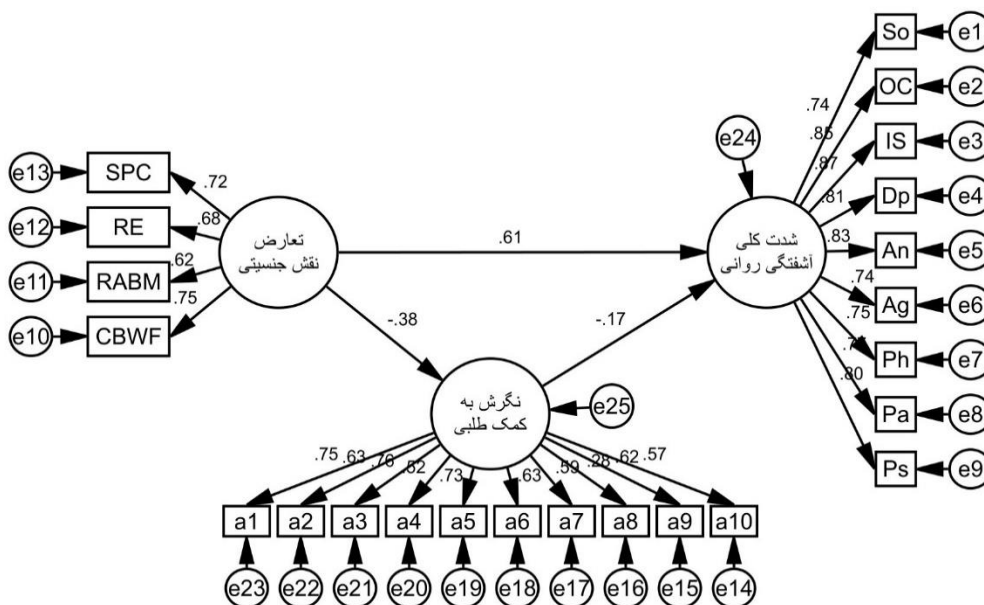 So
e1
.74
OC
e2
.85
e24
IS
e3
.87
e13
SPC
.72
Dp
e4
.81
e12
RE
.68
تعارض
نقش جنسیتی
.61
شدت کلی
آشفتگی روانی
.83
An
e5
e11
RABM
.62
.74
Ag
e6
e10
CBWF
.75
-.38
-.17
.75
Ph
e7
.80
نگرش به
کمک طلبی
e25
Pa
e8
.75
.63
.76
.52
.73
.63
.59
.28
.62
.57
Ps
e9
a1
a2
a3
a4
a5
a6
a7
a8
a9
a10
e23
e22
e21
e20
e19
e18
e17
e16
e15
e14